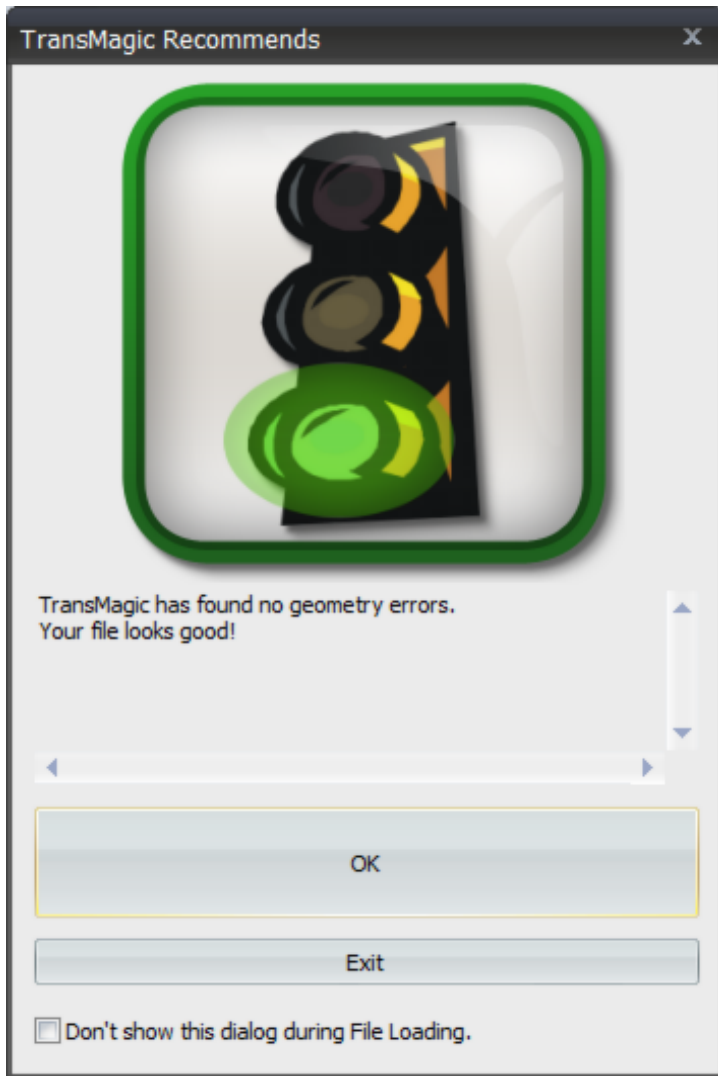 TransMagic Recommends
TransMagic has found no geometry errors.
Your file looks good!
OK
Exit
Don't show this dialog during File Loading.